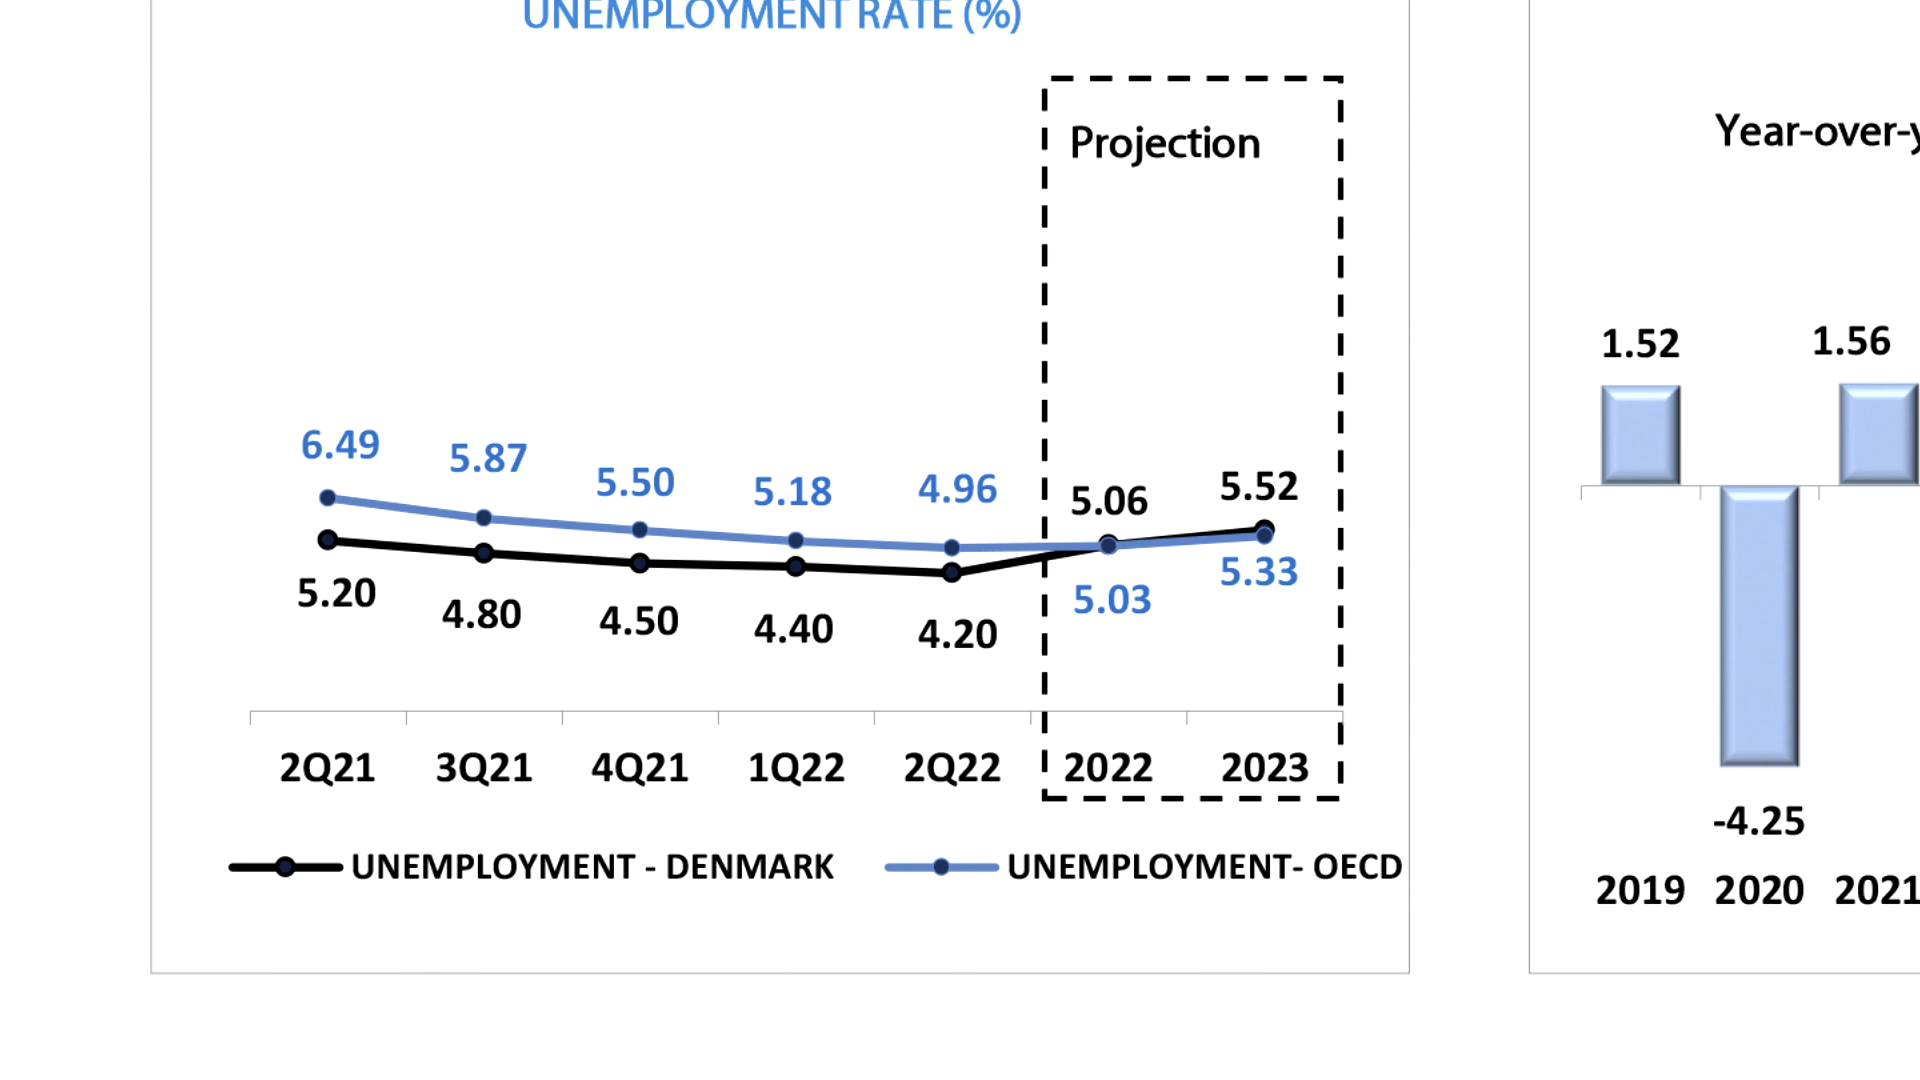 UNEMPLOYMENT RATE (%)
Projection
6.49 5.87 5.50 5.18 4.96 5.06 5.52
5.20 4.80 4.50 4.40 4.20 5.03 5.33
2Q21 3Q21 4Q21 1Q22 2Q22 2022 2023
UNEMPLOYMENT - DENMARK UNEMPLOYMENT- OECD
Year-over-y
1.52 1.56
-4.25
2019 2020 2021